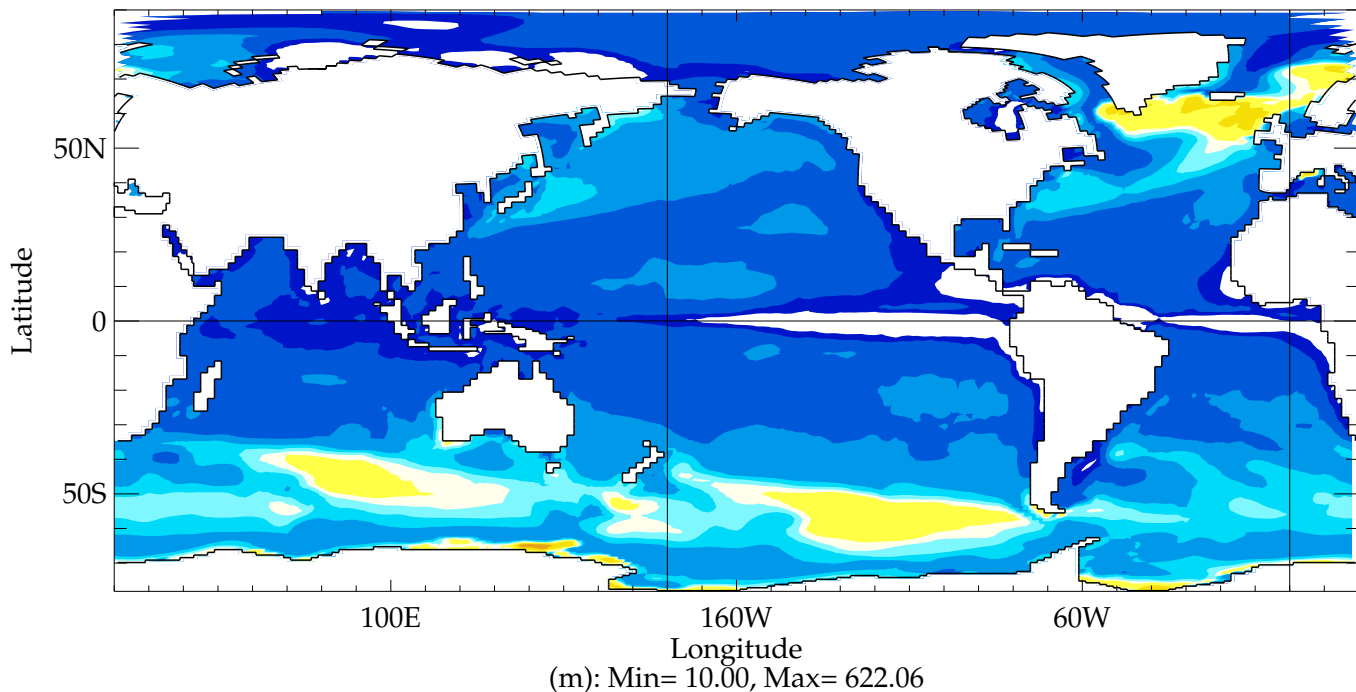 50N
0
50S
Latitude
100E 160W 60W
Longitude
(m): Min= 10.00, Max= 622.06